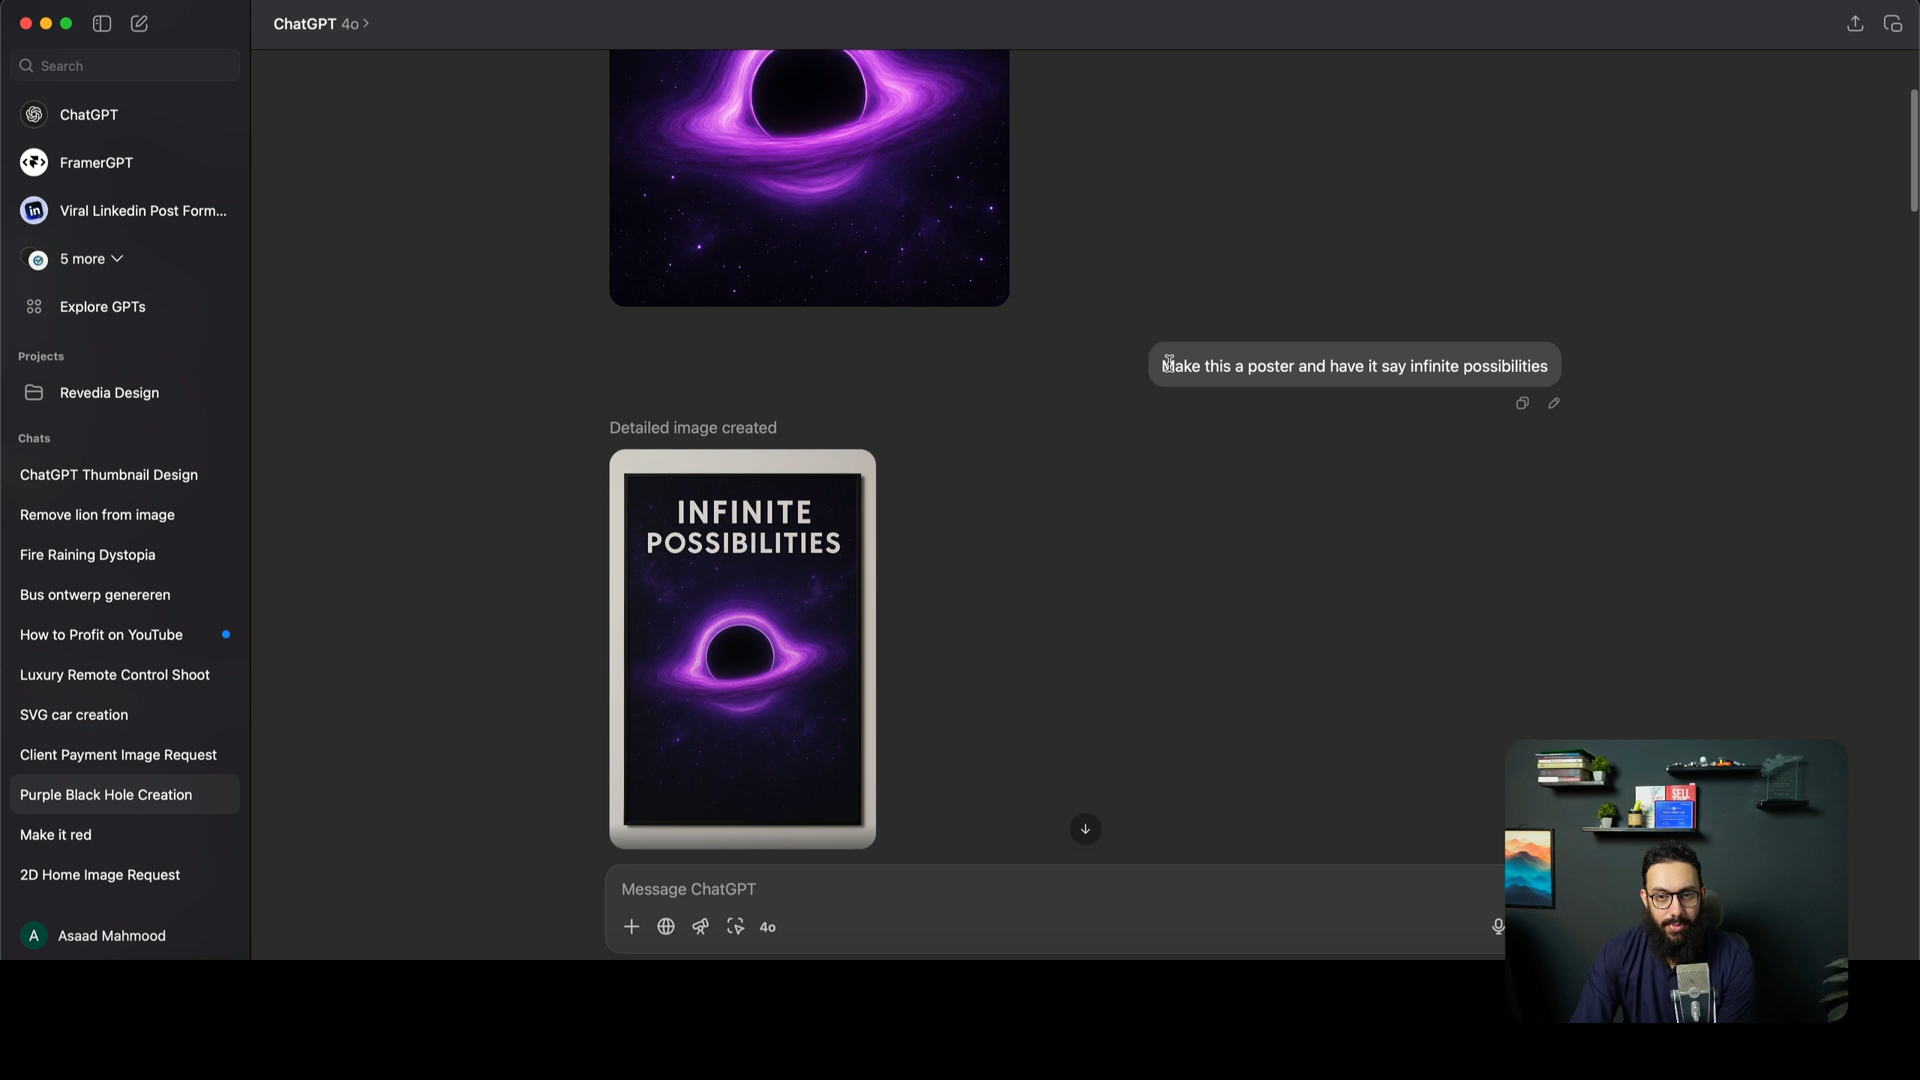 ChatGPT 4o >
Search
ChatGPT
FramerGPT
in
Viral Linkedin Post Form...
5 more
Explore GPTs
Projects
Revedia Design
Chats
ChatGPT Thumbnail Design
Remove lion from image
Fire Raining Dystopia
Bus ontwerp genereren
How to Profit on YouTube
Luxury Remote Control Shoot
SVG car creation
Client Payment Image Request
Purple Black Hole Creation
Make it red
2D Home Image Request
A
Asaad Mahmood
Make this a poster and have it say infinite possibilities
Detailed image created
INFINITE
POSSIBILITIES
Message ChatGPT
4o
SELL